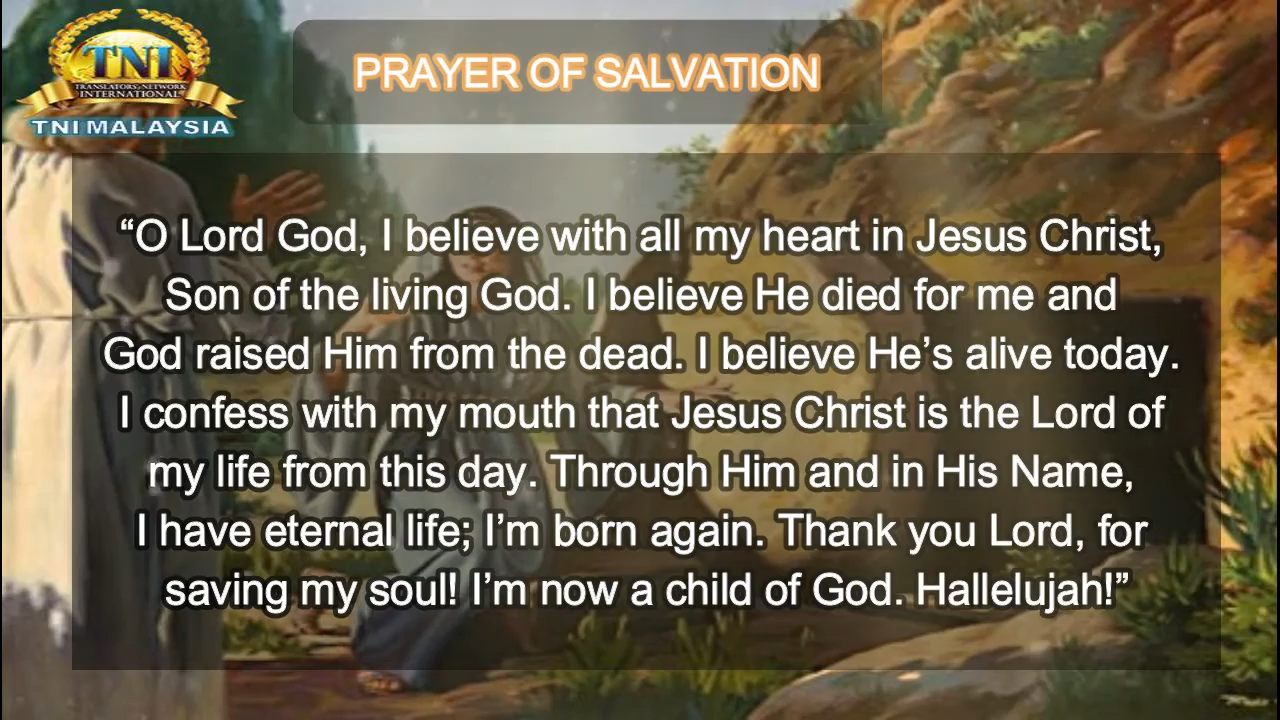 TNI
TRANSLATORS NETWORK
INTERNATIONAL
TNI MALAYSIA
PRAYER OF SALVATION
“O Lord God, I believe with all my heart in Jesus Christ,
Son of the living God. I believe He died for me and
God raised Him from the dead. I believe He’s alive today.
I confess with my mouth that Jesus Christ is the Lord of
my life from this day. Through Him and in His Name,
I have eternal life; I’m born again. Thank you Lord, for
saving my soul! I’m now a child of God. Hallelujah!”